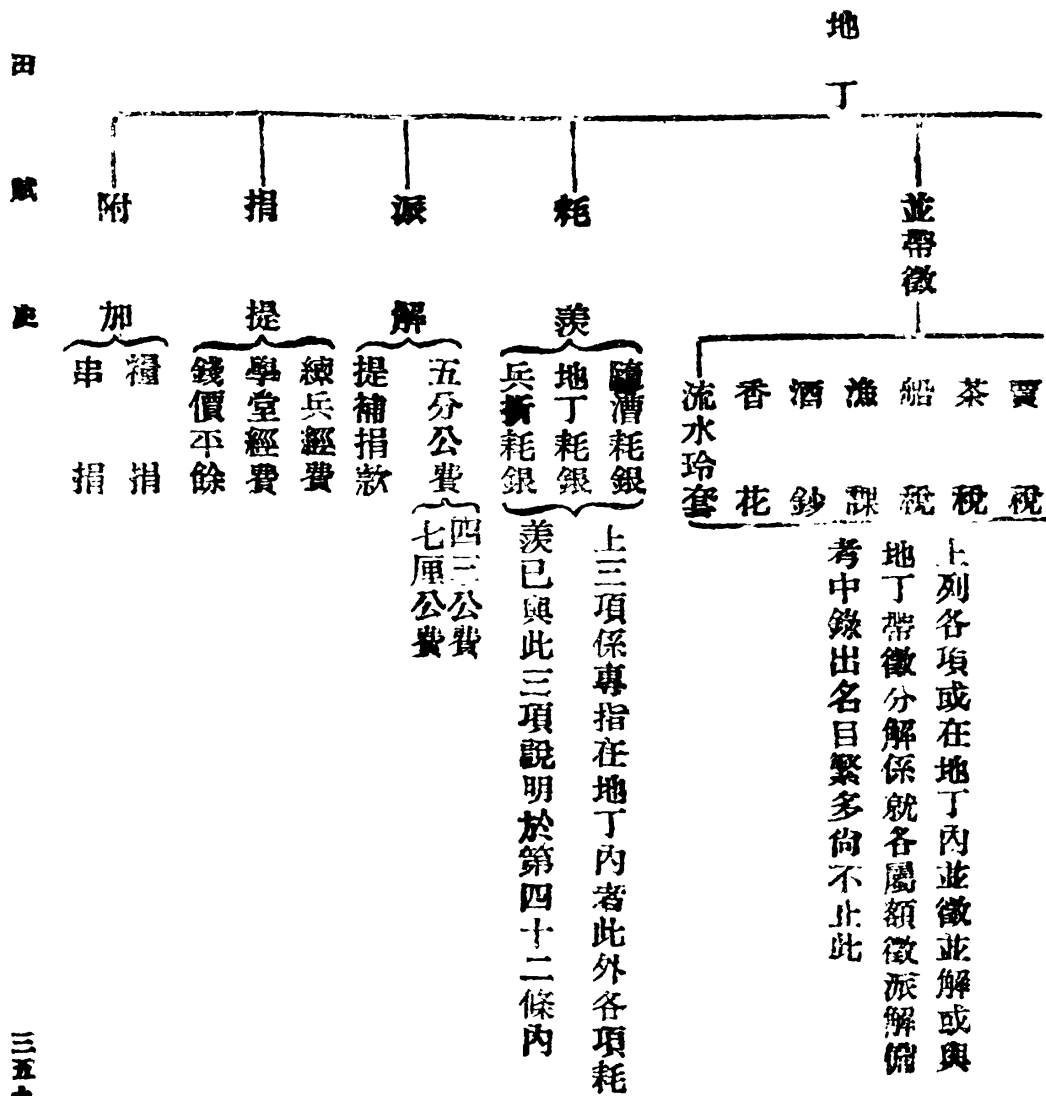 地丁
並帶徵
賈稅
茶稅
船稅
漁課
酒鈔
香花
流水玲套
上列各項或在地丁內並徵並解或與
地丁帶徵分解係就各屬額徵派解備
考中錄出名目繁多尙不止此
耗羨
隨漕耗銀
地丁耗銀
兵折耗銀
上三項係專指在地丁內者此外各項耗
羨已與此三項說明於第四十二條內
派解
五分公費
四三公費
七厘公費
提補捐款
捐提
練兵經費
學堂經費
錢價平餘
附加
糧捐
串捐
田賦史
三五